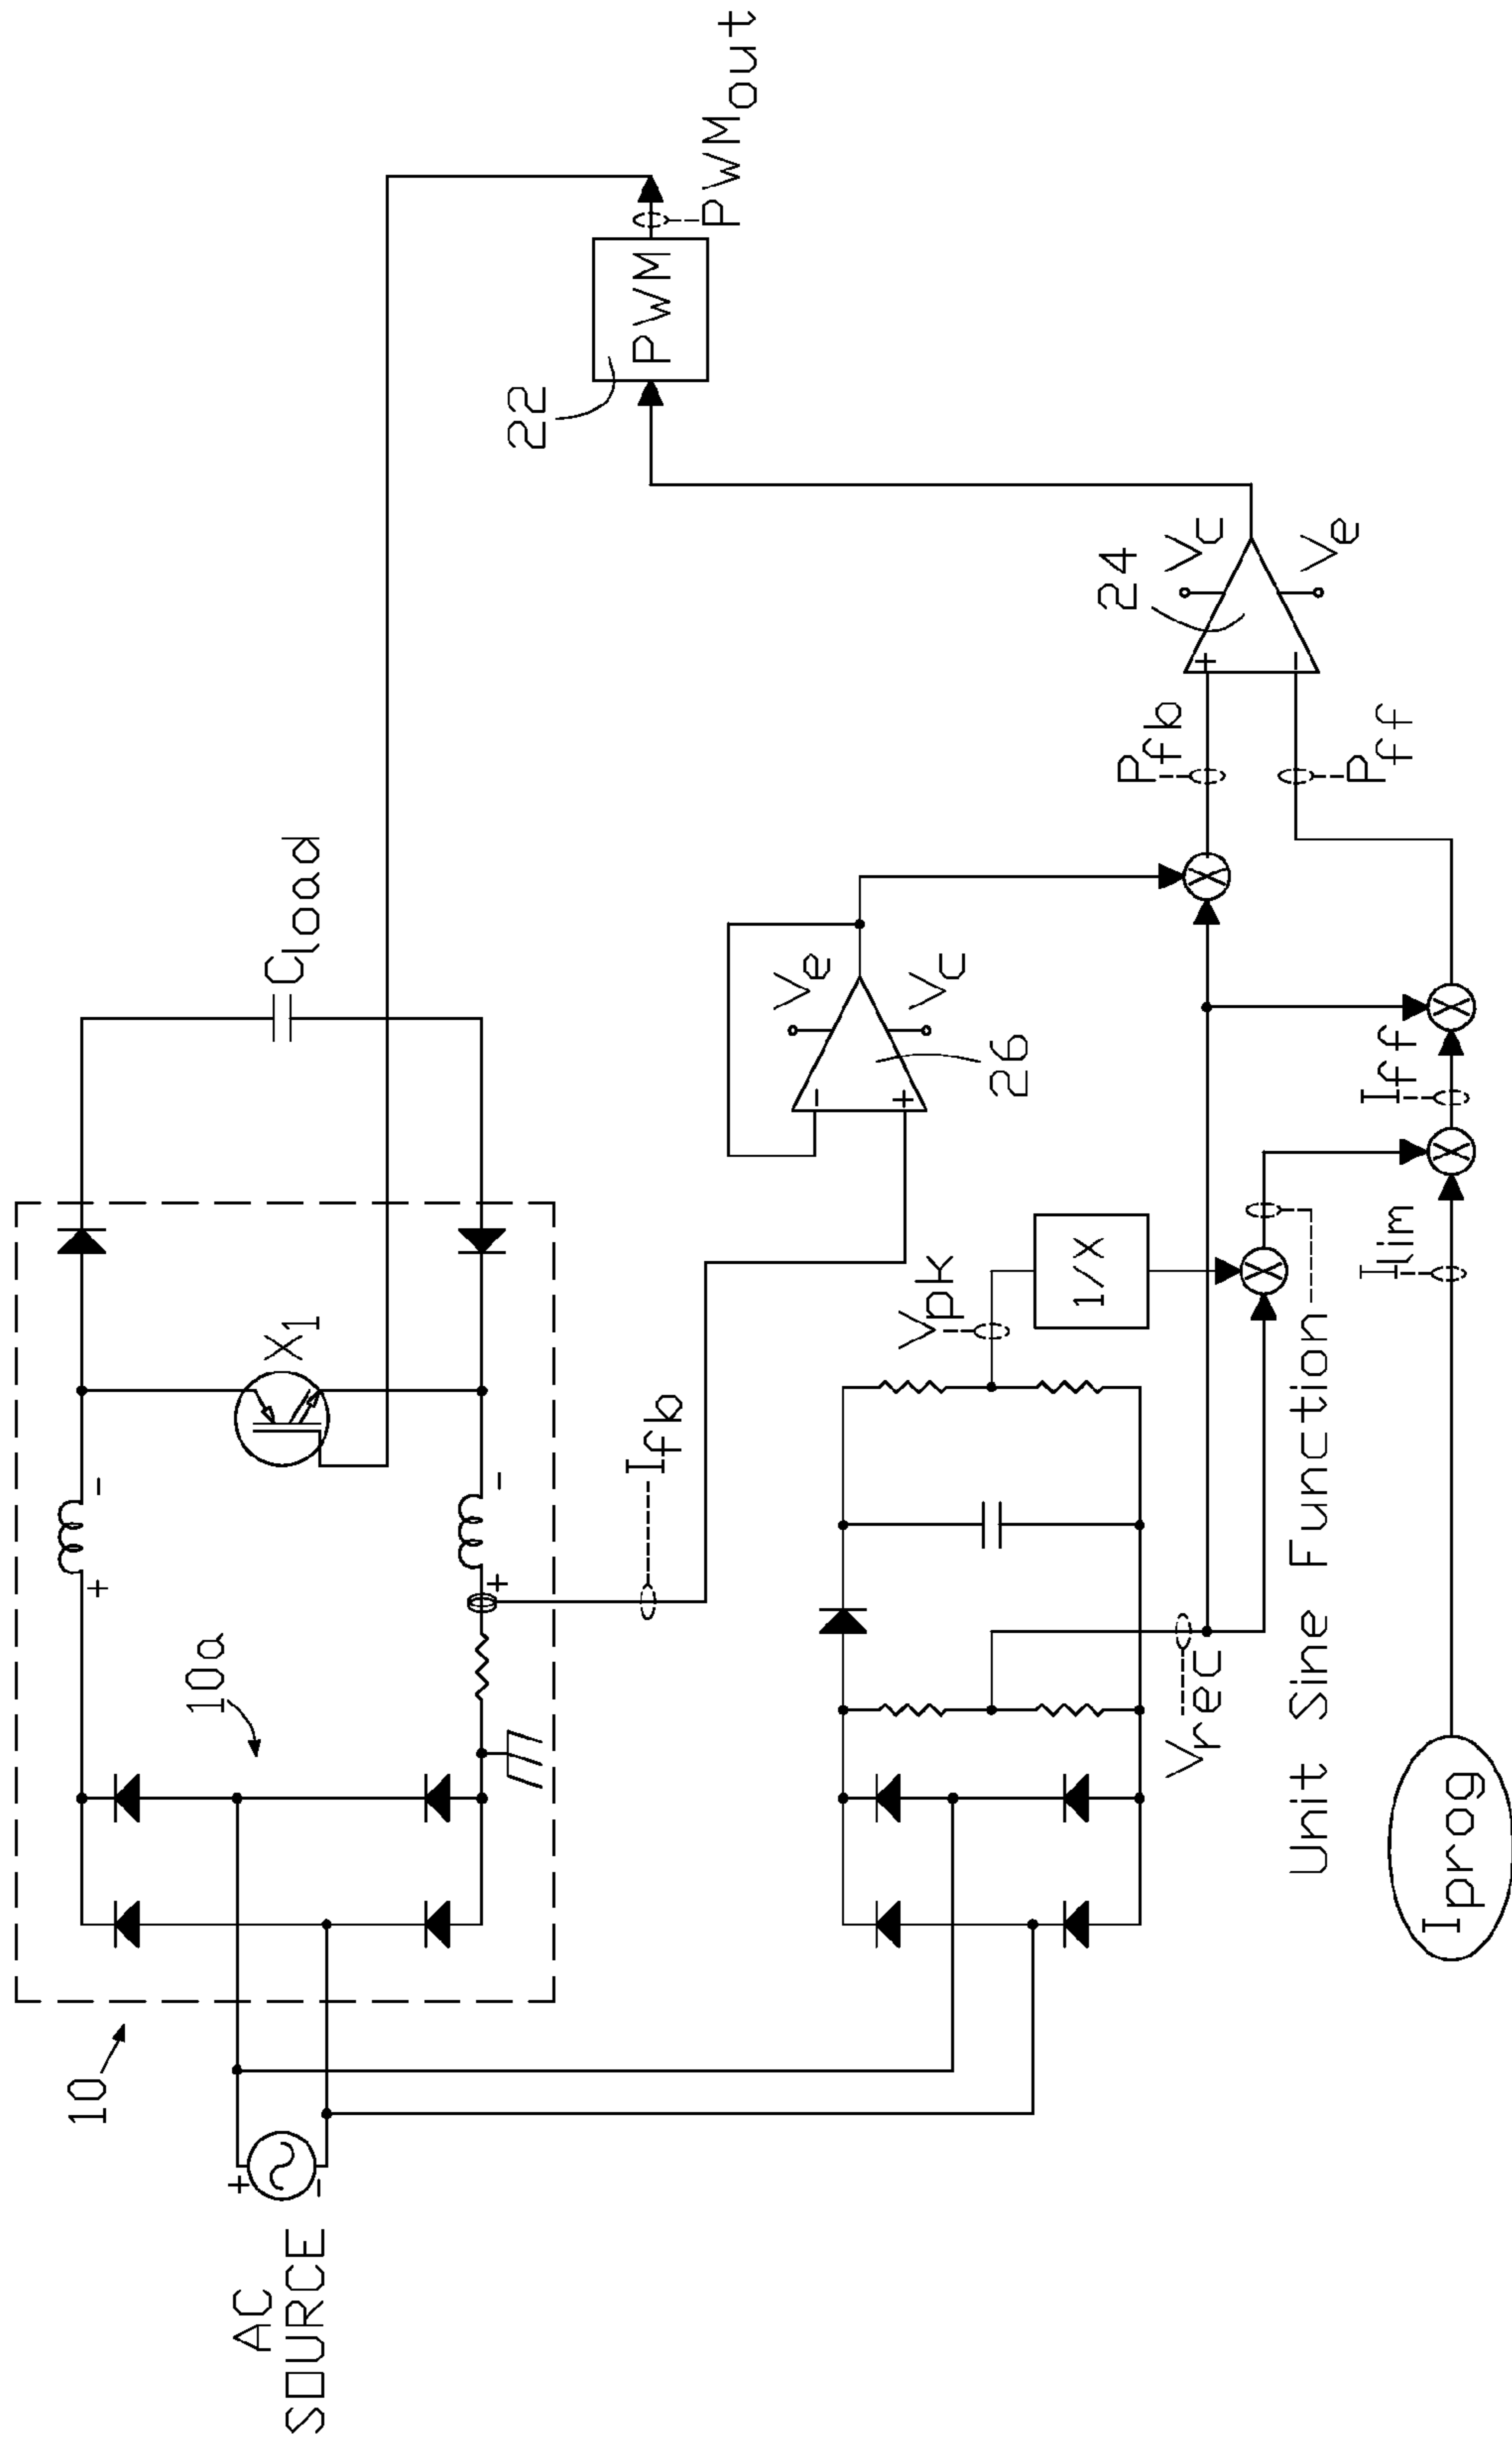 10
10a
AC
SOURCE
+
-
+
-
+
-
X1
Cload
Ifb
22
PWM
PWMout
-
+
Ve
Vc
26
Vpk
1/X
Vrec
Unit Sine Function
Pfb
Pff
+
-
24
Vc
Ve
Iprog
Ilim
Iff
X
X
X
X